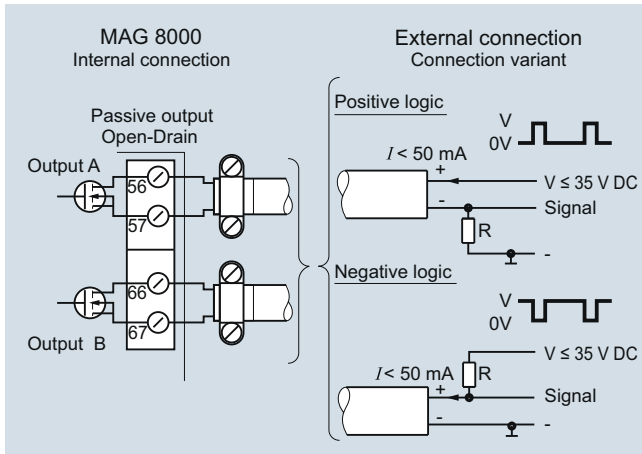 MAG 8000
Internal connection
Passive output
Open-Drain
Output A
56
57
66
67
Output B
External connection
Connection variant
Positive logic
V
0V
I < 50 mA
+
V ≤ 35 V DC
-
Signal
R
-
Negative logic
V
0V
V ≤ 35 V DC
I < 50 mA
R
+
Signal
-
-